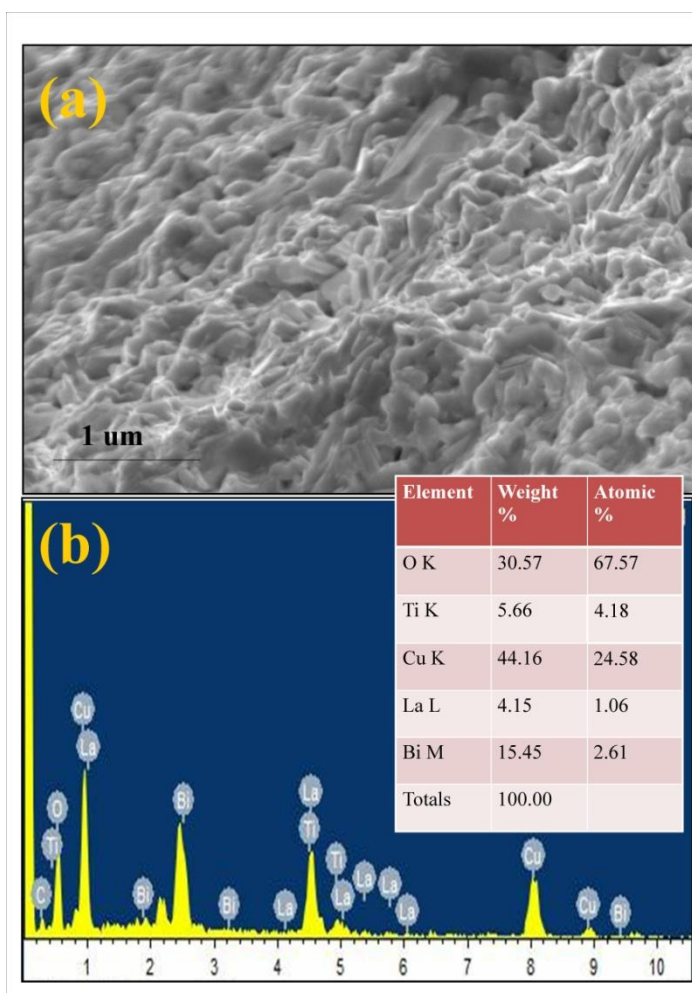 (a)
1 um
(b)
Element Weight % Atomic %
O K 30.57 67.57
Ti K 5.66 4.18
Cu K 44.16 24.58
La L 4.15 1.06
Bi M 15.45 2.61
Totals 100.00
Cu
La
O
Ti
C
Bi
Bi
Bi
La
La
Ti
Ti
La
La
La
La
Cu
Cu
Bi
1 2 3 4 5 6 7 8 9 10